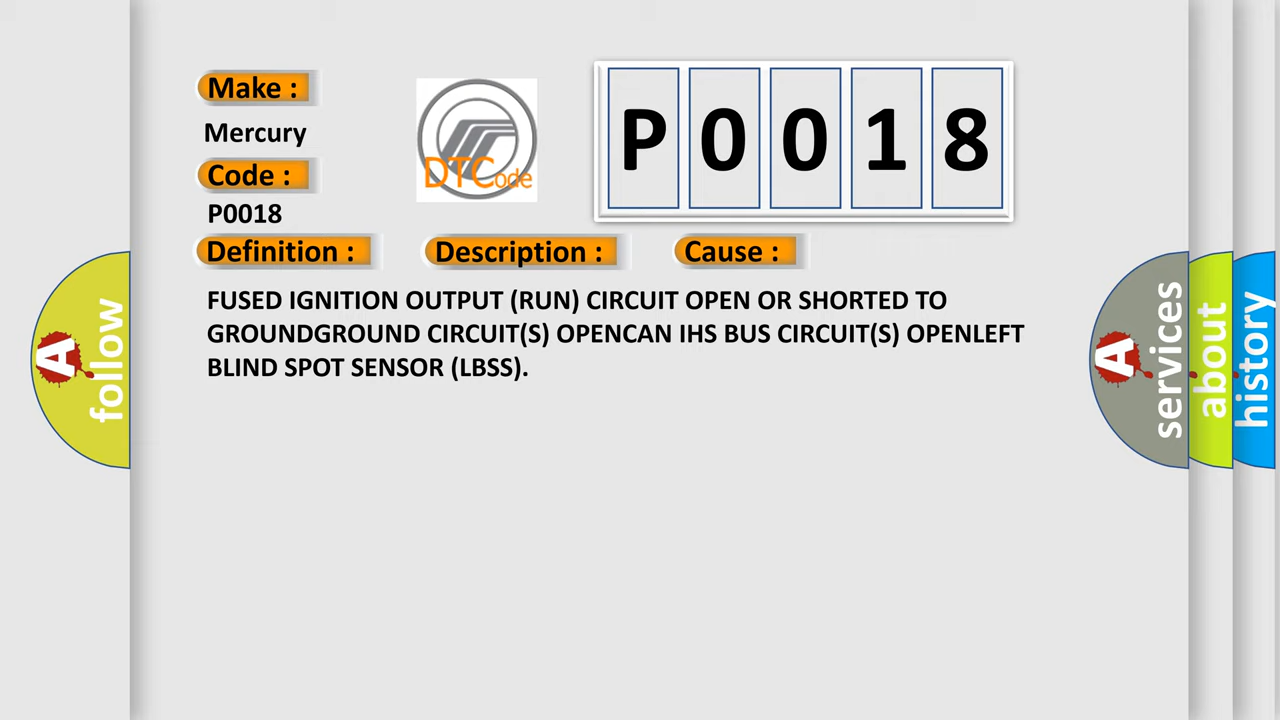 Make :
Mercury
Code :
P0018
DTCode
P0018
Definition :
Description :
Cause :
FUSED IGNITION OUTPUT (RUN) CIRCUIT OPEN OR SHORTED TO
GROUNDGROUND CIRCUIT(S) OPENCAN IHS BUS CIRCUIT(S) OPENLEFT
BLIND SPOT SENSOR (LBSS).
A
follow
A
services
about
history